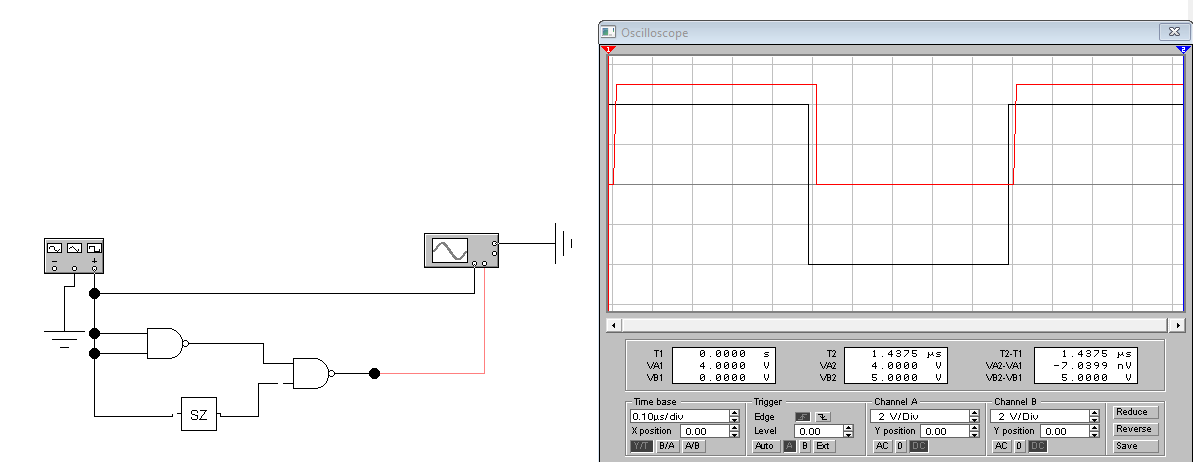 Oscilloscope
1
2
SZ
T1 0.0000 s
VA1 4.0000 V
VB1 0.0000 V
T2 1.4375 µs
VA2 4.0000 V
VB2 5.0000 V
T2-T1 1.4375 µs
VA2-VA1 -7.0399 nV
VB2-VB1 5.0000 V
Time base
0.10µs/div
X position 0.00
Y/T B/A A/B
Trigger
Edge
Level 0.00
Auto A B Ext
Channel A
2 V/Div
Y position 0.00
AC 0 DC
Channel B
2 V/Div
Y position 0.00
AC 0 DC
Reduce
Reverse
Save